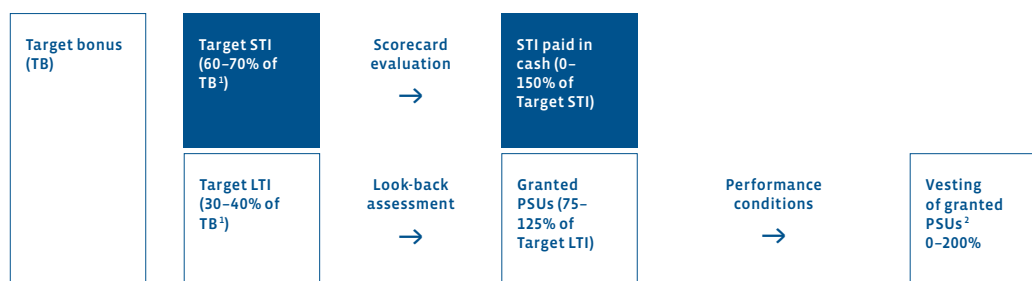 Target bonus
(TB)
Target STI
(60–70% of
TB¹)
Scorecard
evaluation
→
STI paid in
cash (0–
150% of
Target STI)
Target LTI
(30–40% of
TB¹)
Look-back
assessment
→
Granted
PSUs (75–
125% of
Target LTI)
Performance
conditions
→
Vesting
of granted
PSUs²
0–200%